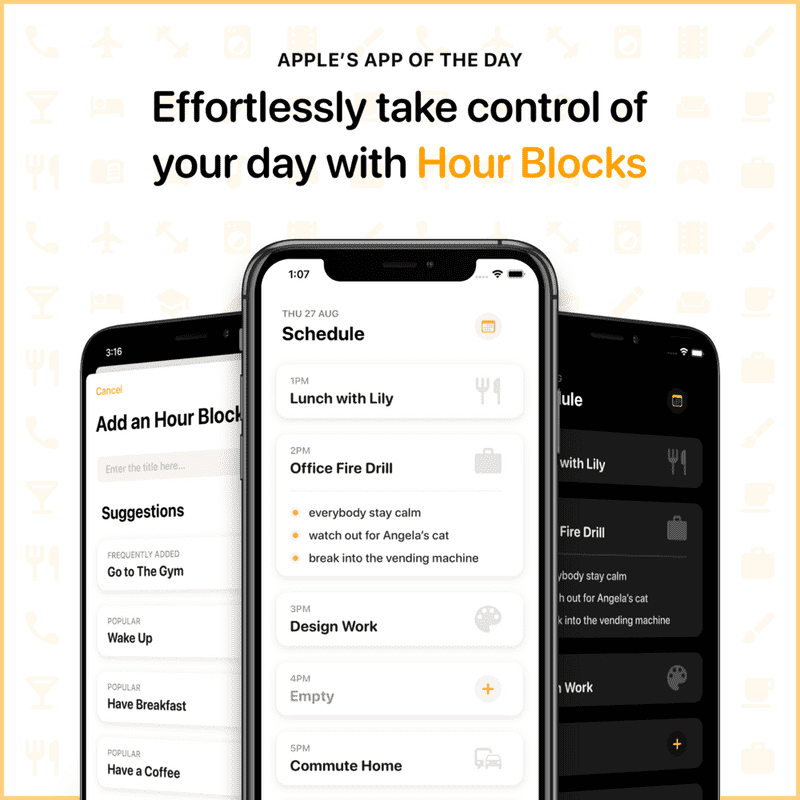 APPLE’S APP OF THE DAY
Effortlessly take control of
your day with Hour Blocks
3:16
Cancel
Add an Hour Block
Enter the title here...
Suggestions
FREQUENTLY ADDED
Go to The Gym
POPULAR
Wake Up
POPULAR
Have Breakfast
POPULAR
Have a Coffee
1:07
THU 27 AUG
Schedule
1PM
Lunch with Lily
2PM
Office Fire Drill
everybody stay calm
watch out for Angela’s cat
break into the vending machine
3PM
Design Work
4PM
Empty
5PM
Commute Home
with Lily
Fire Drill
stay calm
out for Angela’s cat
into the vending machine
Work